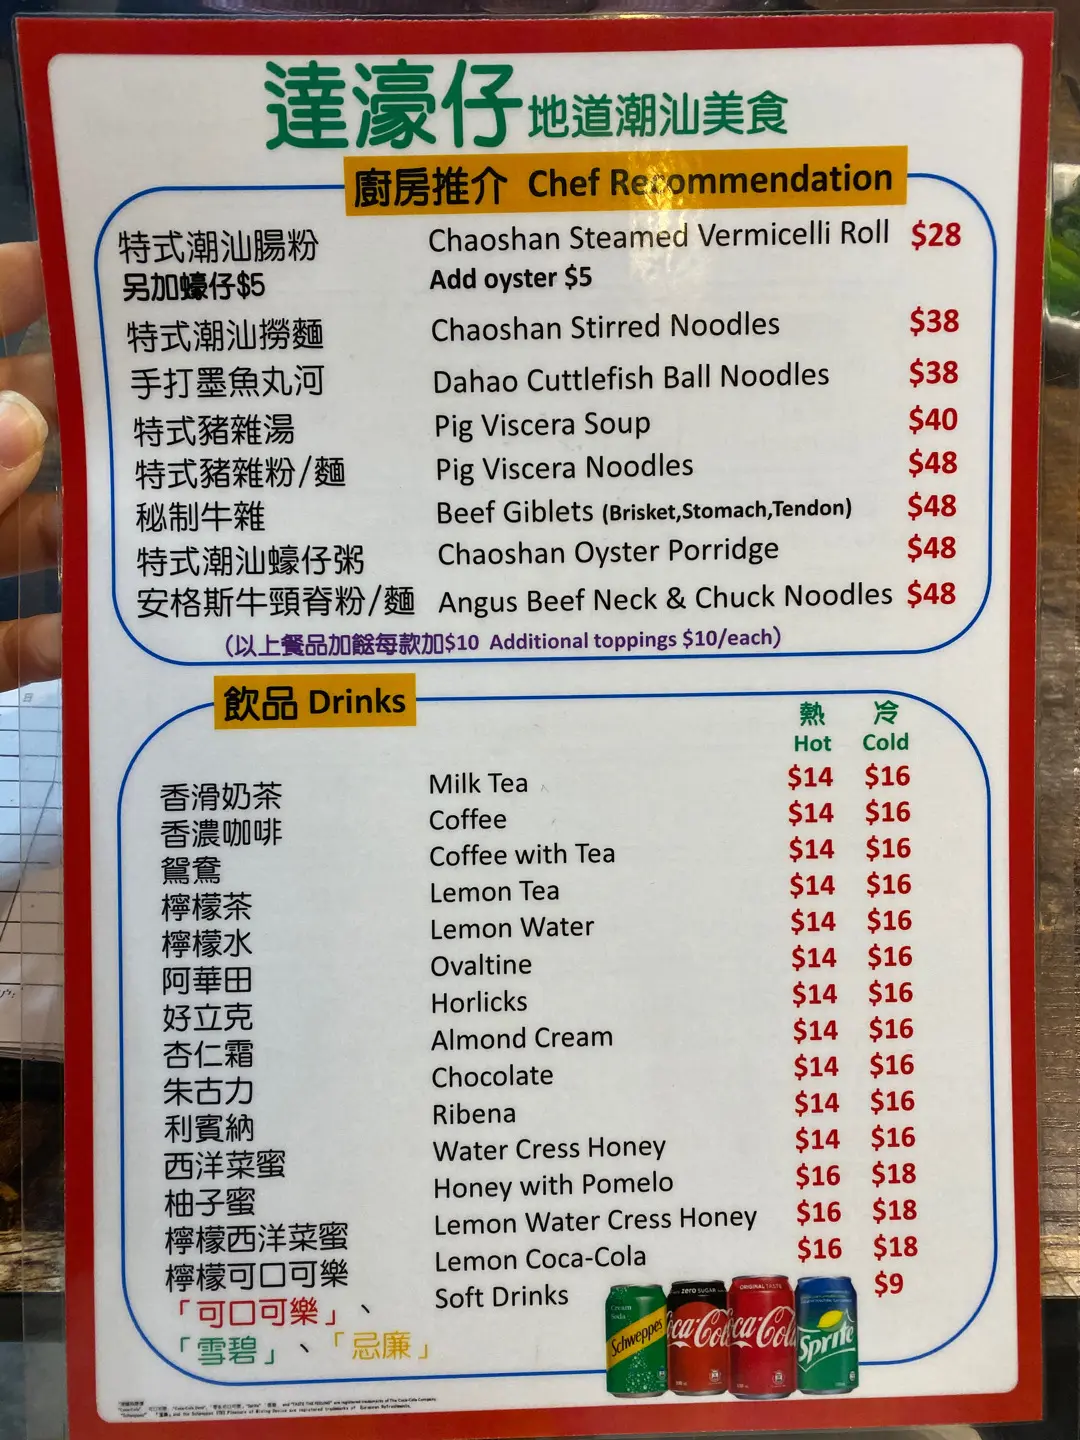 達濠仔 地道潮汕美食
廚房推介 Chef Recommendation
特式潮汕腸粉 Chaoshan Steamed Vermicelli Roll $28
另加蠔仔$5 Add oyster $5
特式潮汕撈麵 Chaoshan Stirred Noodles $38
手打墨魚丸河 Dahao Cuttlefish Ball Noodles $38
特式豬雜湯 Pig Viscera Soup $40
特式豬雜粉/麵 Pig Viscera Noodles $48
秘制牛雜 Beef Giblets (Brisket,Stomach,Tendon) $48
特式潮汕蠔仔粥 Chaoshan Oyster Porridge $48
安格斯牛頸脊粉/麵 Angus Beef Neck & Chuck Noodles $48
(以上餐品加餸每款加$10 Additional toppings $10/each)
飲品 Drinks
熱 冷
Hot Cold
香滑奶茶 Milk Tea $14 $16
香濃咖啡 Coffee $14 $16
鴛鴦 Coffee with Tea $14 $16
檸檬茶 Lemon Tea $14 $16
檸檬水 Lemon Water $14 $16
阿華田 Ovaltine $14 $16
好立克 Horlicks $14 $16
杏仁霜 Almond Cream $14 $16
朱古力 Chocolate $14 $16
利賓納 Ribena $14 $16
西洋菜蜜 Water Cress Honey $14 $16
柚子蜜 Honey with Pomelo $16 $18
檸檬西洋菜蜜 Lemon Water Cress Honey $16 $18
檸檬可口可樂 Lemon Coca-Cola $16 $18
「可口可樂」、 Soft Drinks $9
「雪碧」、「忌廉」
Cream Soda Schweppes
zero SUGAR Coca-Cola
ORIGINAL TASTE Coca-Cola
Sprite